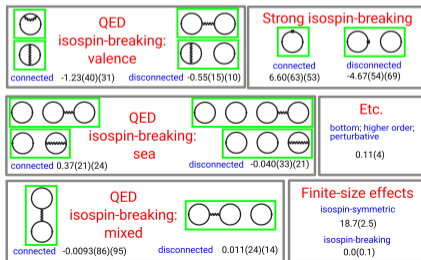 QED
isospin-breaking:
valence
connected -1.23(40)(31) disconnected -0.55(15)(10)
Strong isospin-breaking
connected disconnected
6.60(63)(53) -4.67(54)(69)
QED
isospin-breaking:
sea
connected 0.37(21)(24) disconnected -0.040(33)(21)
Etc.
bottom; higher order;
perturbative
0.11(4)
QED
isospin-breaking:
mixed
connected -0.0093(86)(95) disconnected 0.011(24)(14)
Finite-size effects
isospin-symmetric
18.7(2.5)
isospin-breaking
0.0(0.1)